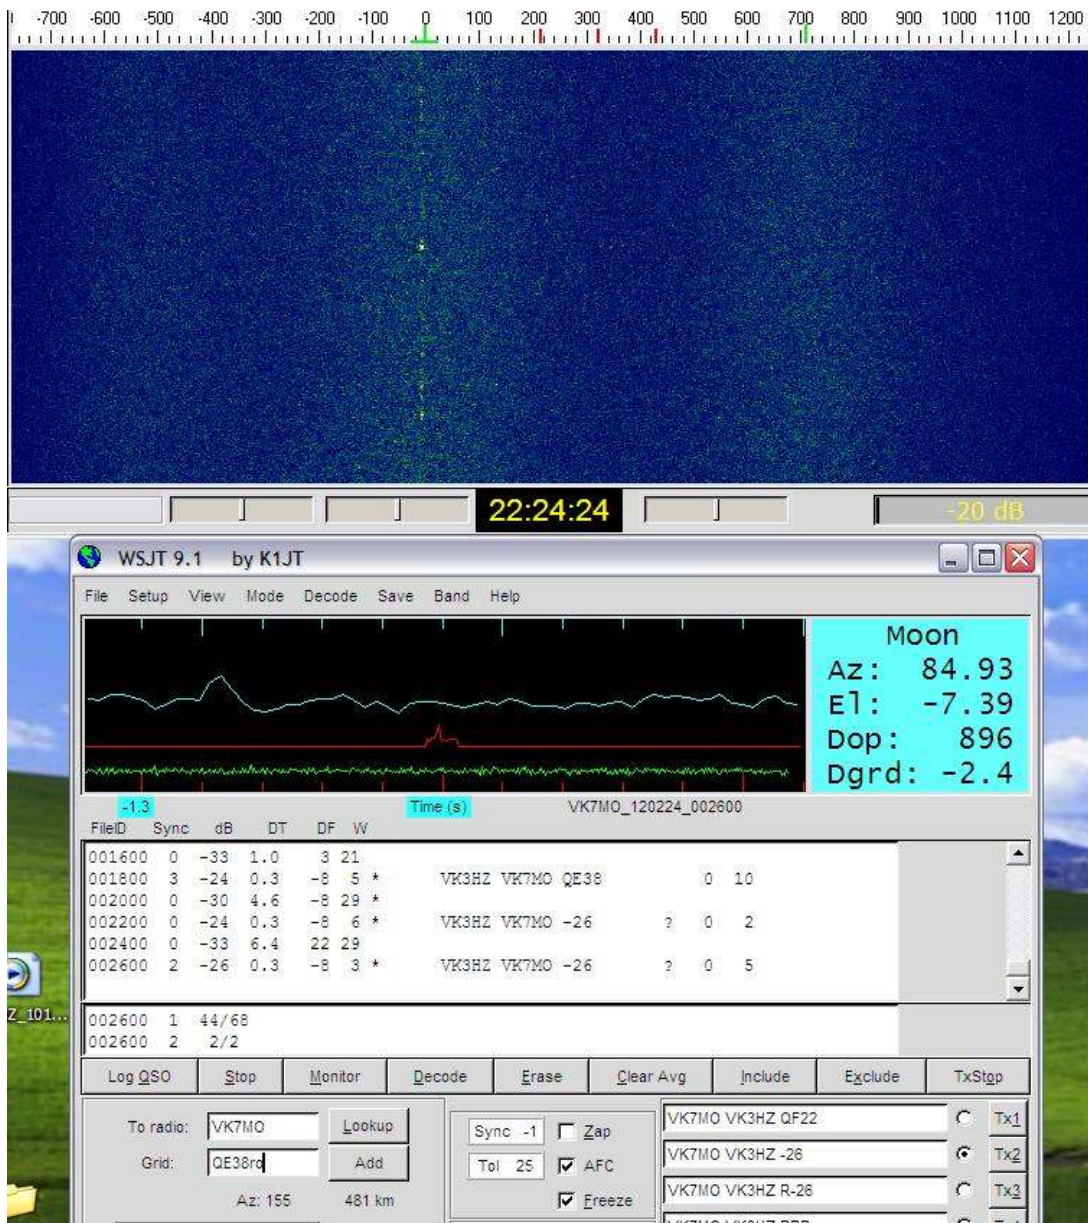 -700 -600 -500 -400 -300 -200 -100 0 100 200 300 400 500 600 700 800 900 1000 1100 1200
22:24:24 -20 dB
WSJT 9.1 by K1JT
File Setup View Mode Decode Save Band Help
Moon
Az: 84.93
El: -7.39
Dop: 896
Dgrd: -2.4
-1.3 Time (s) VK7MO_120224_002600
FileID Sync dB DT DF W
001600 0 -33 1.0 3 21
001800 3 -24 0.3 -8 5 * VK3HZ VK7MO QE38 0 10
002000 0 -30 4.6 -8 29 *
002200 0 -24 0.3 -8 6 * VK3HZ VK7MO -26 ? 0 2
002400 0 -33 6.4 22 29
002600 2 -26 0.3 -8 3 * VK3HZ VK7MO -26 ? 0 5
Z_101...
002600 1 44/68
002600 2 2/2
Log QSO Stop Monitor Decode Erase Clear Avg Include Exclude TxStop
To radio: VK7MO Lookup
Grid: QE38ro Add
Az: 155 481 km
Sync -1 Zap
Tol 25 AFC
Freeze
VK7MO VK3HZ QF22 Tx1
VK7MO VK3HZ -26 Tx2
VK7MO VK3HZ R-26 Tx3